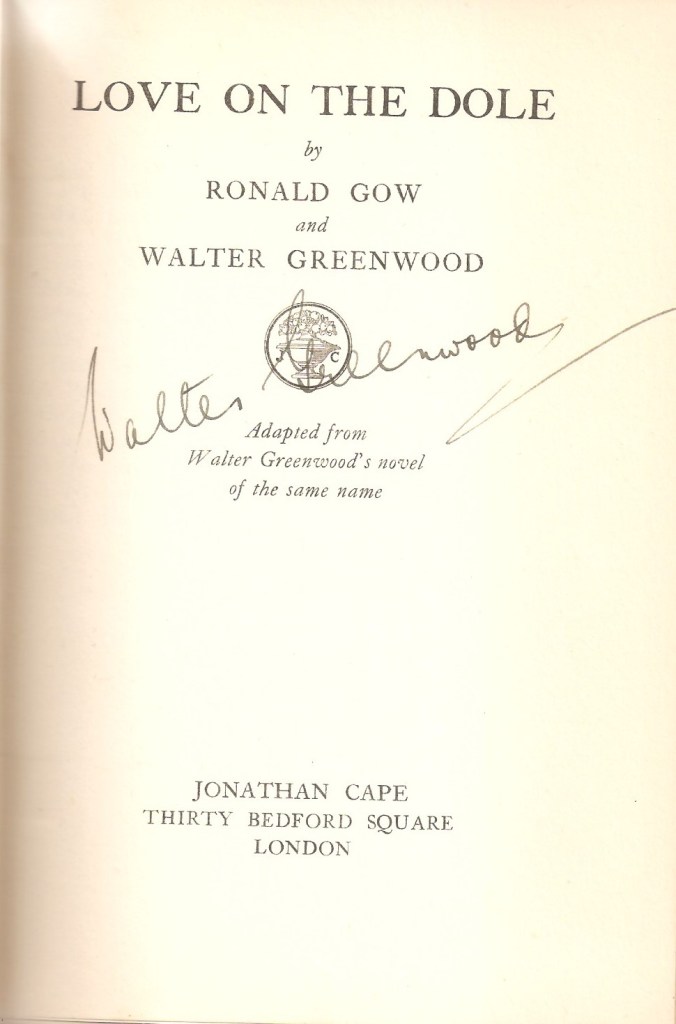 LOVE ON THE DOLE
by
RONALD GOW
and
WALTER GREENWOOD
J C
Walter Greenwood
Adapted from
Walter Greenwood's novel
of the same name
JONATHAN CAPE
THIRTY BEDFORD SQUARE
LONDON